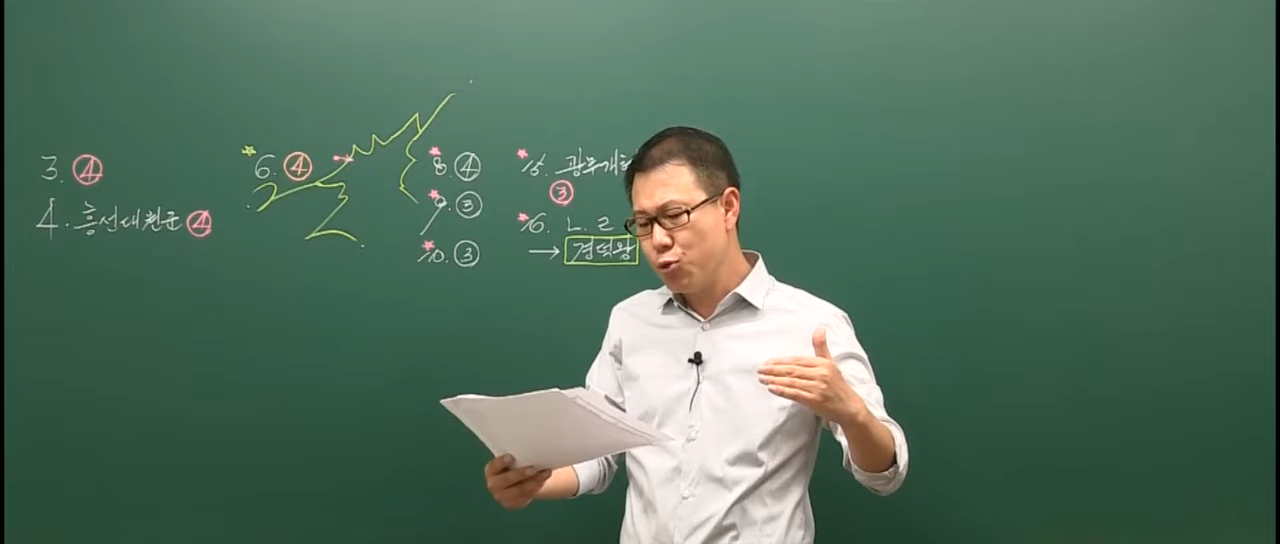 3. ④
4. 흥선대원군 ④
6. ④
8. ④
9. ③
10. ③
15. 광무개혁
③
16. ㄴ. ㄹ
→ 경덕왕